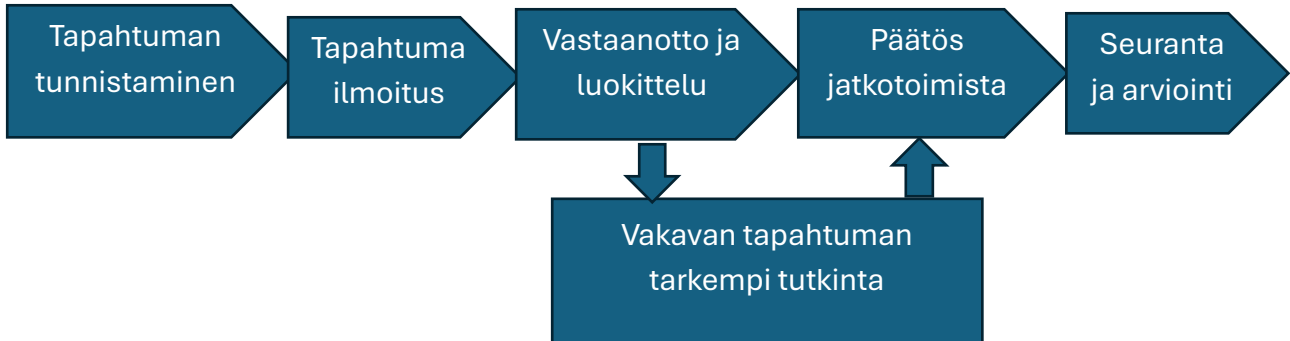 Tapahtuman
tunnistaminen
Tapahtuma
ilmoitus
Vastaanotto ja
luokittelu
Päätös
jatkotoimista
Seuranta
ja arviointi
Vakavan tapahtuman
tarkempi tutkinta